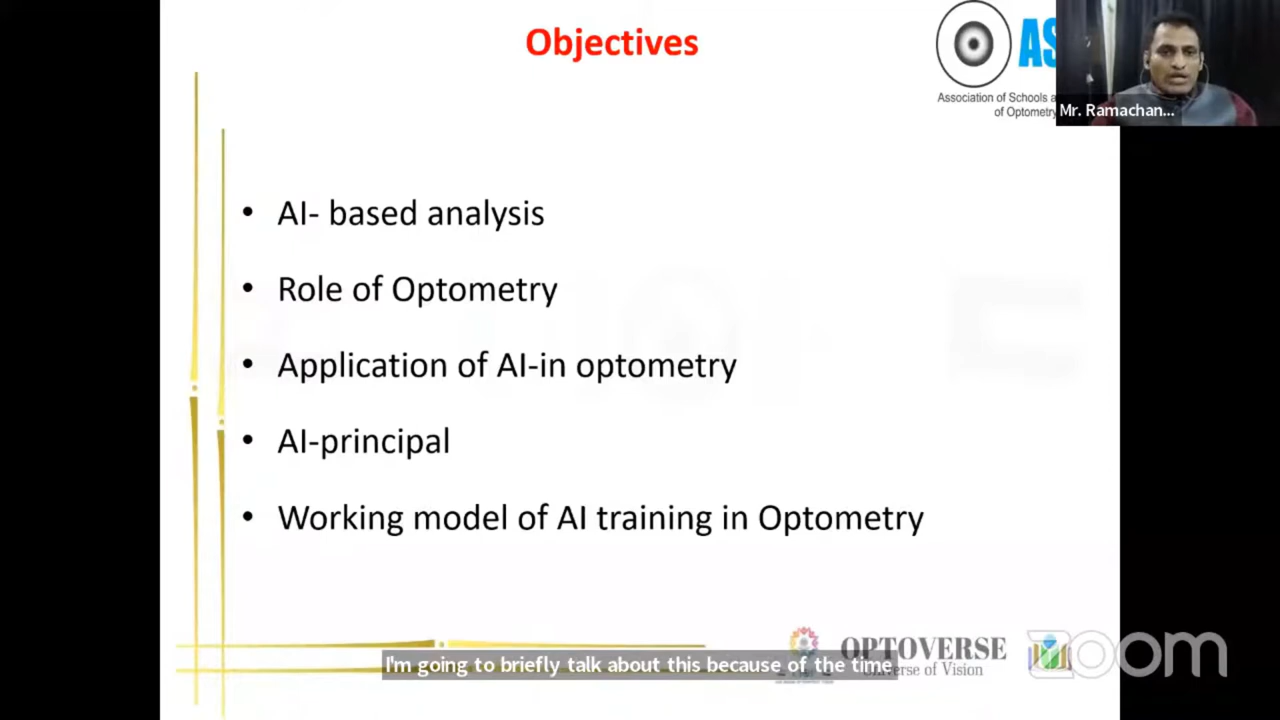 Objectives
AS
Association of Schools a
of Optometry
Mr. Ramachan...
• AI- based analysis
• Role of Optometry
• Application of AI-in optometry
• AI-principal
• Working model of AI training in Optometry
OPTOVERSE
erse of Vision
I'm going to briefly talk about this because of the time
zoom